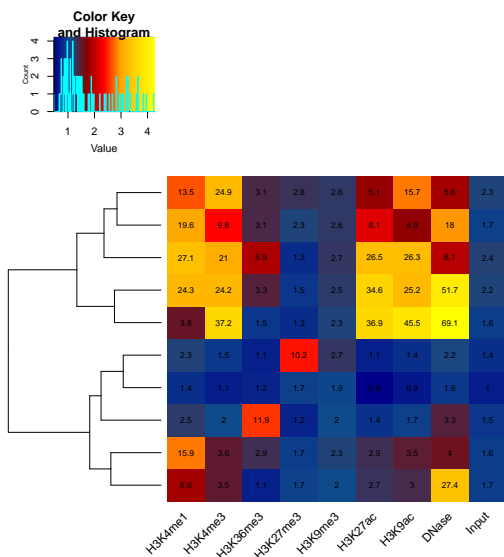 Color Key
and Histogram
Count
0 1 2 3 4
1 2 3 4
Value
13.5 24.9 3.1 2.8 2.6 5.1 15.7 5.6 2.3
19.6 9.6 3.1 2.3 2.6 8.1 4.8 18 1.7
27.1 21 5.9 1.3 2.7 26.5 26.3 6.1 2.4
24.3 24.2 3.3 1.5 2.5 34.6 25.2 51.7 2.2
3.8 37.2 1.5 1.3 2.3 36.9 45.5 69.1 1.6
2.3 1.5 1.1 10.2 2.7 1.1 1.4 2.2 1.4
1.4 1.1 1.2 1.7 1.9 0.9 1.6 1
2.5 2 11.9 1.2 2 1.4 1.7 3.3 1.5
15.9 3.6 2.9 1.7 2.3 2.9 3.5 4 1.6
5.6 3.5 1.1 1.7 2 2.7 3 27.4 1.7
H3K4me1 H3K4me3 H3K36me3 H3K27me3 H3K9me3 H3K27ac H3K9ac DNase Input